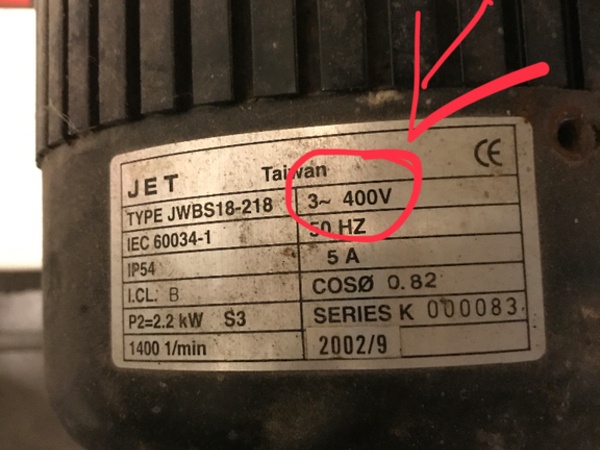 JET Taiwan CE
TYPE JWBS18-218 3~ 400V
IEC 60034-1 50 HZ
IP54 5 A
I.CL: B COSØ 0.82
P2=2.2 kW S3 SERIES K 000083
1400 1/min 2002/9